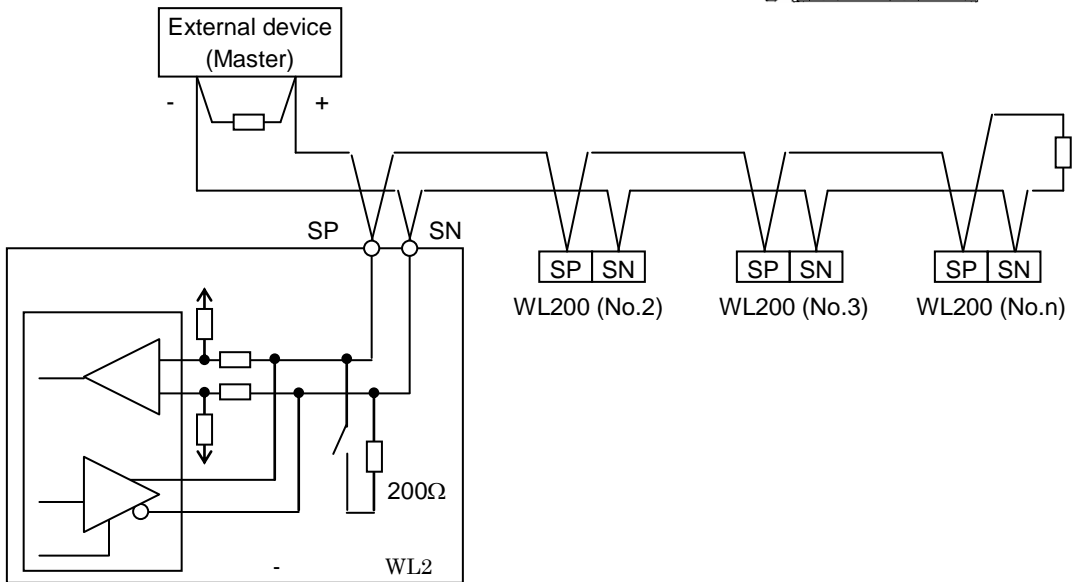 External device
(Master)
-
+
SP
SN
SP SN
SP SN
SP SN
WL200 (No.2)
WL200 (No.3)
WL200 (No.n)
200Ω
-
WL2